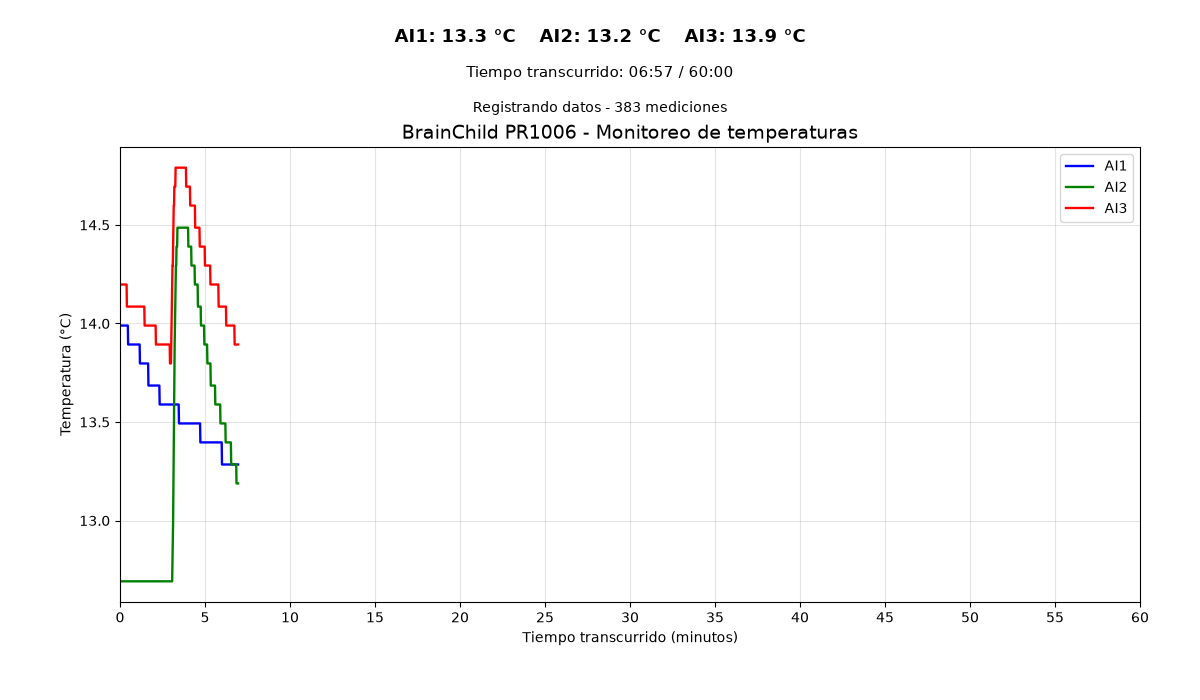 AI1: 13.3 °C    AI2: 13.2 °C    AI3: 13.9 °C
Tiempo transcurrido: 06:57 / 60:00
Registrando datos - 383 mediciones
BrainChild PR1006 - Monitoreo de temperaturas
AI1
AI2
AI3
Temperatura (°C)
14.5
14.0
13.5
13.0
0 5 10 15 20 25 30 35 40 45 50 55 60
Tiempo transcurrido (minutos)